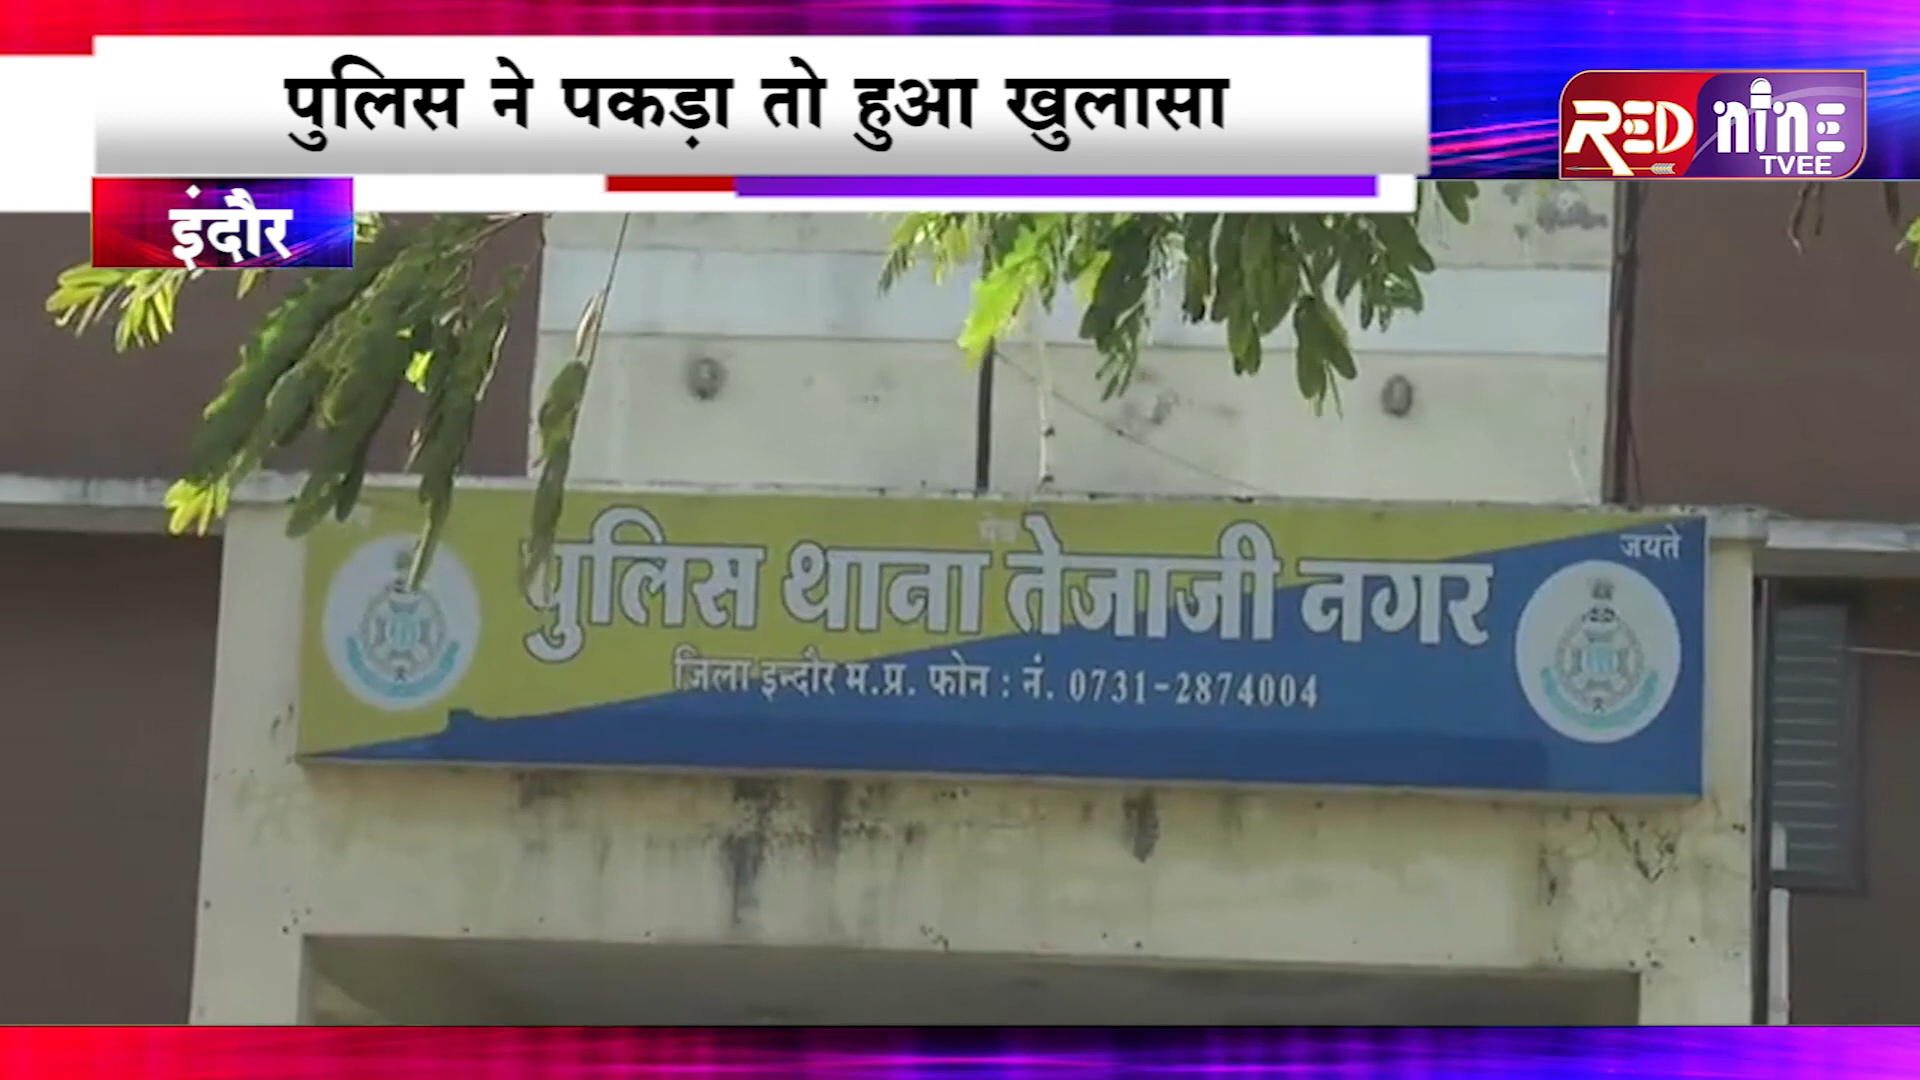 पुलिस ने पकड़ा तो हुआ खुलासा
RED NINE
TVEE
इंदौर
जयते
पुलिस थाना तेजाजी नगर
जिला इन्दौर म.प्र. फोन : नं. 0731-2874004